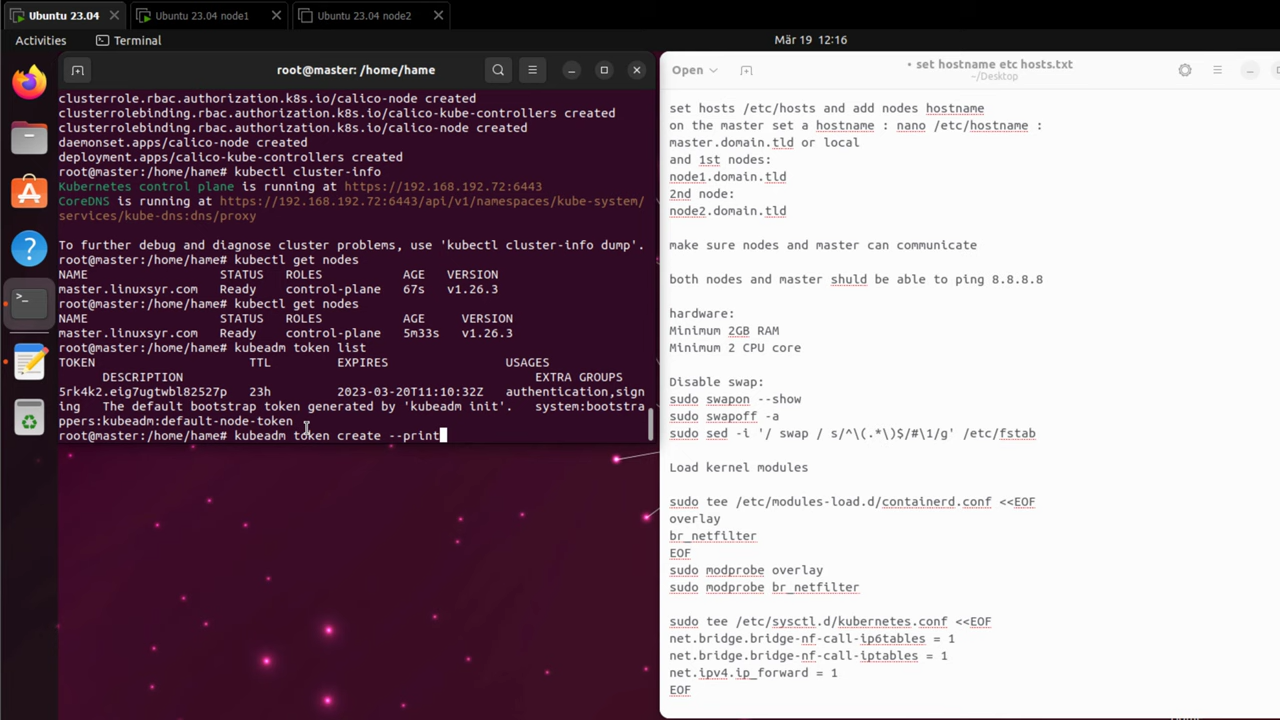 Ubuntu 23.04
Ubuntu 23.04 node1
Ubuntu 23.04 node2
Activities
Terminal
Mär 19 12:16
root@master: /home/hame
clusterrole.rbac.authorization.k8s.io/calico-node created
clusterrolebinding.rbac.authorization.k8s.io/calico-kube-controllers created
clusterrolebinding.rbac.authorization.k8s.io/calico-node created
daemonset.apps/calico-node created
deployment.apps/calico-kube-controllers created
root@master:/home/hame# kubectl cluster-info
Kubernetes control plane is running at https://192.168.192.72:6443
CoreDNS is running at https://192.168.192.72:6443/api/v1/namespaces/kube-system/
services/kube-dns:dns/proxy
To further debug and diagnose cluster problems, use 'kubectl cluster-info dump'.
root@master:/home/hame# kubectl get nodes
NAME STATUS ROLES AGE VERSION
master.linuxsyr.com Ready control-plane 67s v1.26.3
root@master:/home/hame# kubectl get nodes
NAME STATUS ROLES AGE VERSION
master.linuxsyr.com Ready control-plane 5m33s v1.26.3
root@master:/home/hame# kubeadm token list
TOKEN TTL EXPIRES USAGES
DESCRIPTION EXTRA GROUPS
5rk4k2.eig7ugtwbl82527p 23h 2023-03-20T11:10:32Z authentication,sign
ing The default bootstrap token generated by 'kubeadm init'. system:bootstra
ppers:kubeadm:default-node-token
root@master:/home/hame# kubeadm token create --print
Open
• set hostname etc hosts.txt
~/Desktop
set hosts /etc/hosts and add nodes hostname
on the master set a hostname : nano /etc/hostname :
master.domain.tld or local
and 1st nodes:
node1.domain.tld
2nd node:
node2.domain.tld
make sure nodes and master can communicate
both nodes and master shuld be able to ping 8.8.8.8
hardware:
Minimum 2GB RAM
Minimum 2 CPU core
Disable swap:
sudo swapon --show
sudo swapoff -a
sudo sed -i '/ swap / s/^\(.*\)$/#\1/g' /etc/fstab
Load kernel modules
sudo tee /etc/modules-load.d/containerd.conf <<EOF
overlay
br_netfilter
EOF
sudo modprobe overlay
sudo modprobe br_netfilter
sudo tee /etc/sysctl.d/kubernetes.conf <<EOF
net.bridge.bridge-nf-call-ip6tables = 1
net.bridge.bridge-nf-call-iptables = 1
net.ipv4.ip_forward = 1
EOF